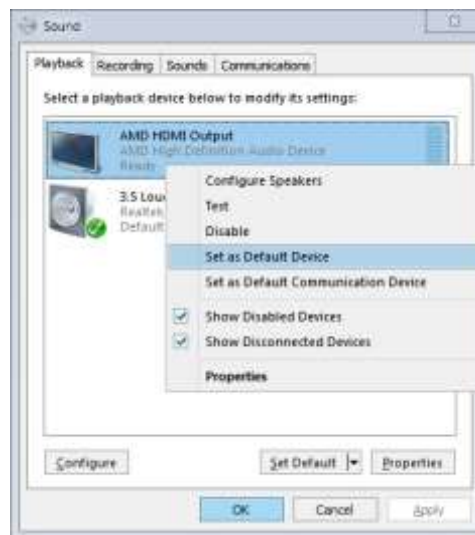 Sound
Playback Recording Sounds Communications
Select a playback device below to modify its settings:
AMD HDMI Output
AMD High Definition Audio Device
Ready
Configure Speakers
3.5 Lou
Test
Realtek
Disable
Default
Set as Default Device
Set as Default Communication Device
Show Disabled Devices
Show Disconnected Devices
Properties
Configure Set Default Properties
OK Cancel Apply